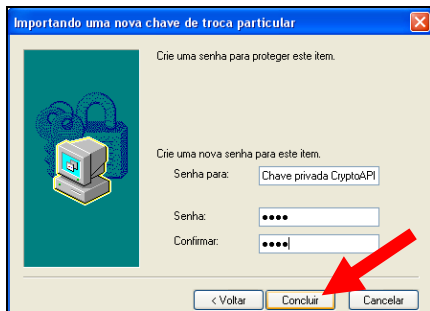 Importando uma nova chave de troca particular
Crie uma senha para proteger este item.
Crie uma nova senha para este item.
Senha para: Chave privada CryptoAPI
Senha: ●●●●
Confirmar: ●●●●
< Voltar Concluir Cancelar